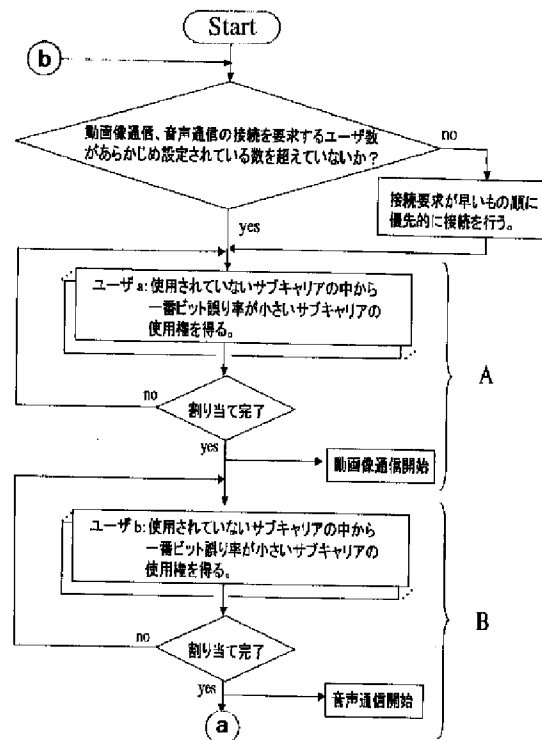 Start
b
動画像通信、音声通信の接続を要求するユーザ数
があらかじめ設定されている数を超えていないか？
no
接続要求が早いもの順に
優先的に接続を行う。
yes
ユーザa:使用されていないサブキャリアの中から
一番ビット誤り率が小さいサブキャリアの
使用権を得る。
A
no
割り当て完了
yes
動画像通信開始
ユーザb:使用されていないサブキャリアの中から
一番ビット誤り率が小さいサブキャリアの
使用権を得る。
B
no
割り当て完了
yes
音声通信開始
a